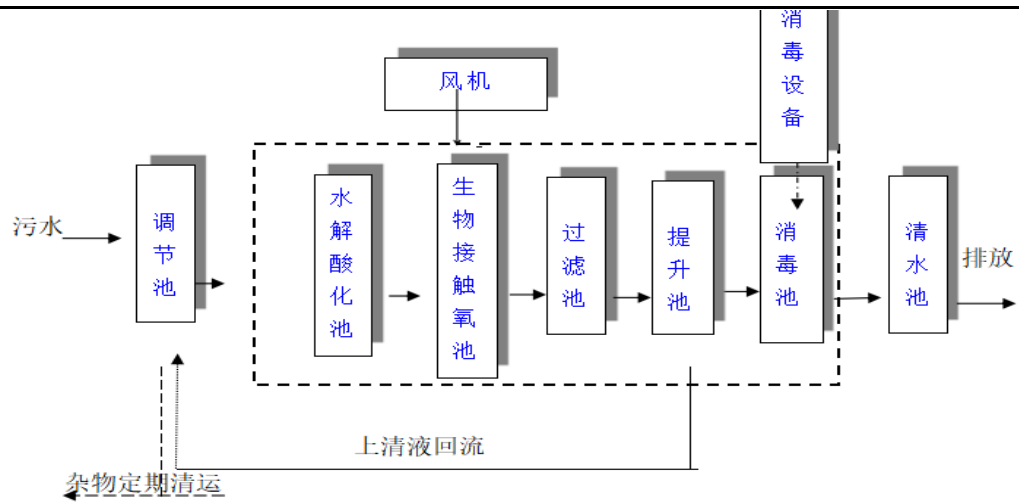 消毒设备
风机
污水
调节池
水解酸化池
生物接触氧池
过滤池
提升池
消毒池
清水池
排放
上清液回流
杂物定期清运